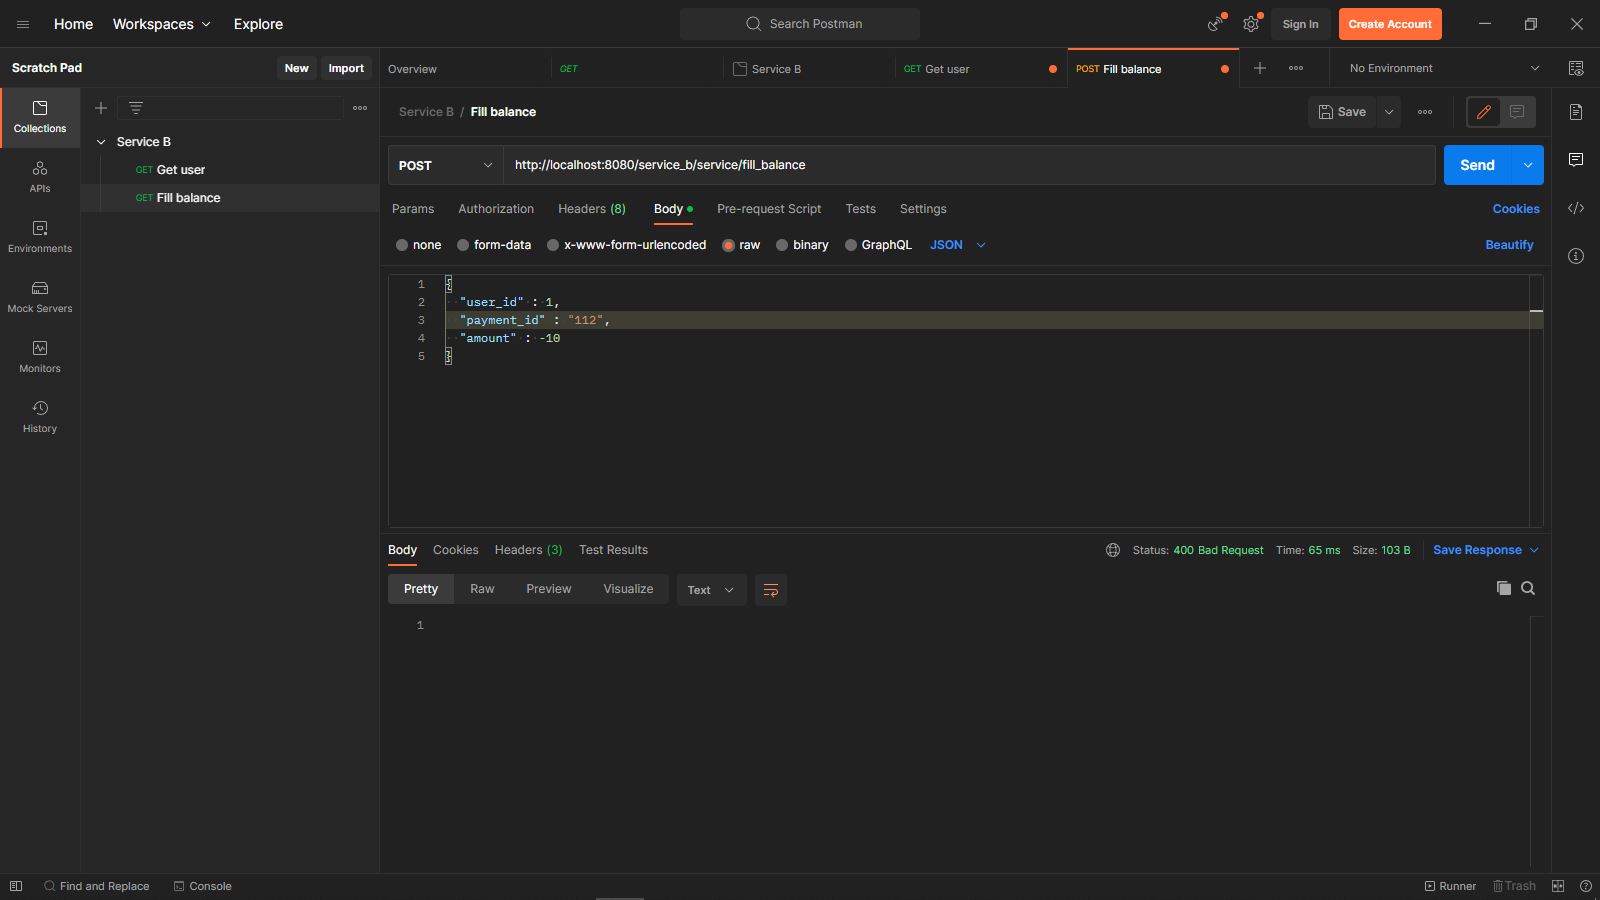 Home Workspaces Explore Search Postman Sign In Create Account
Scratch Pad New Import Overview GET Service B GET Get user POST Fill balance No Environment
Collections
APIs
Environments
Mock Servers
Monitors
History
Service B
GET Get user
GET Fill balance
Service B / Fill balance Save
POST http://localhost:8080/service_b/service/fill_balance Send
Params Authorization Headers (8) Body Pre-request Script Tests Settings Cookies
none form-data x-www-form-urlencoded raw binary GraphQL JSON Beautify
1 {
2 "user_id" : 1,
3 "payment_id" : "112",
4 "amount" : -10
5 }
Body Cookies Headers (3) Test Results Status: 400 Bad Request Time: 65 ms Size: 103 B Save Response
Pretty Raw Preview Visualize Text
1
Find and Replace Console Runner Trash